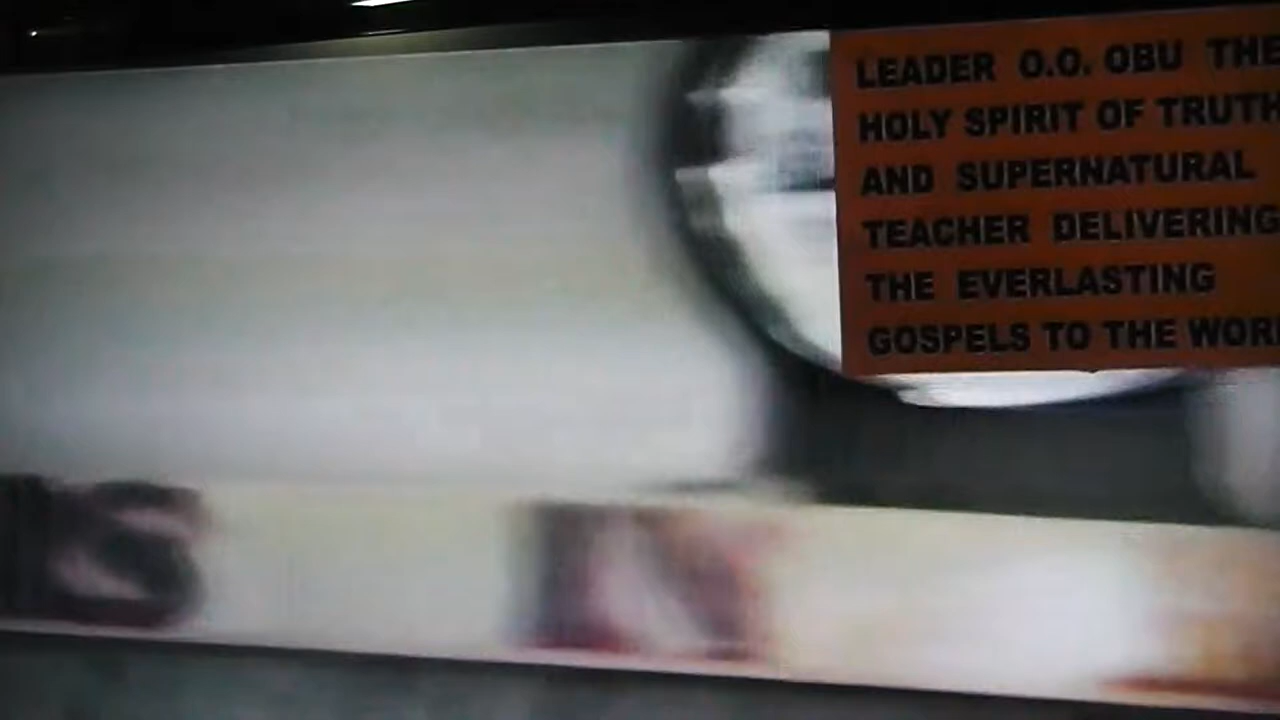 LEADER O.O. OBU THE
HOLY SPIRIT OF TRUTH
AND SUPERNATURAL
TEACHER DELIVERING
THE EVERLASTING
GOSPELS TO THE